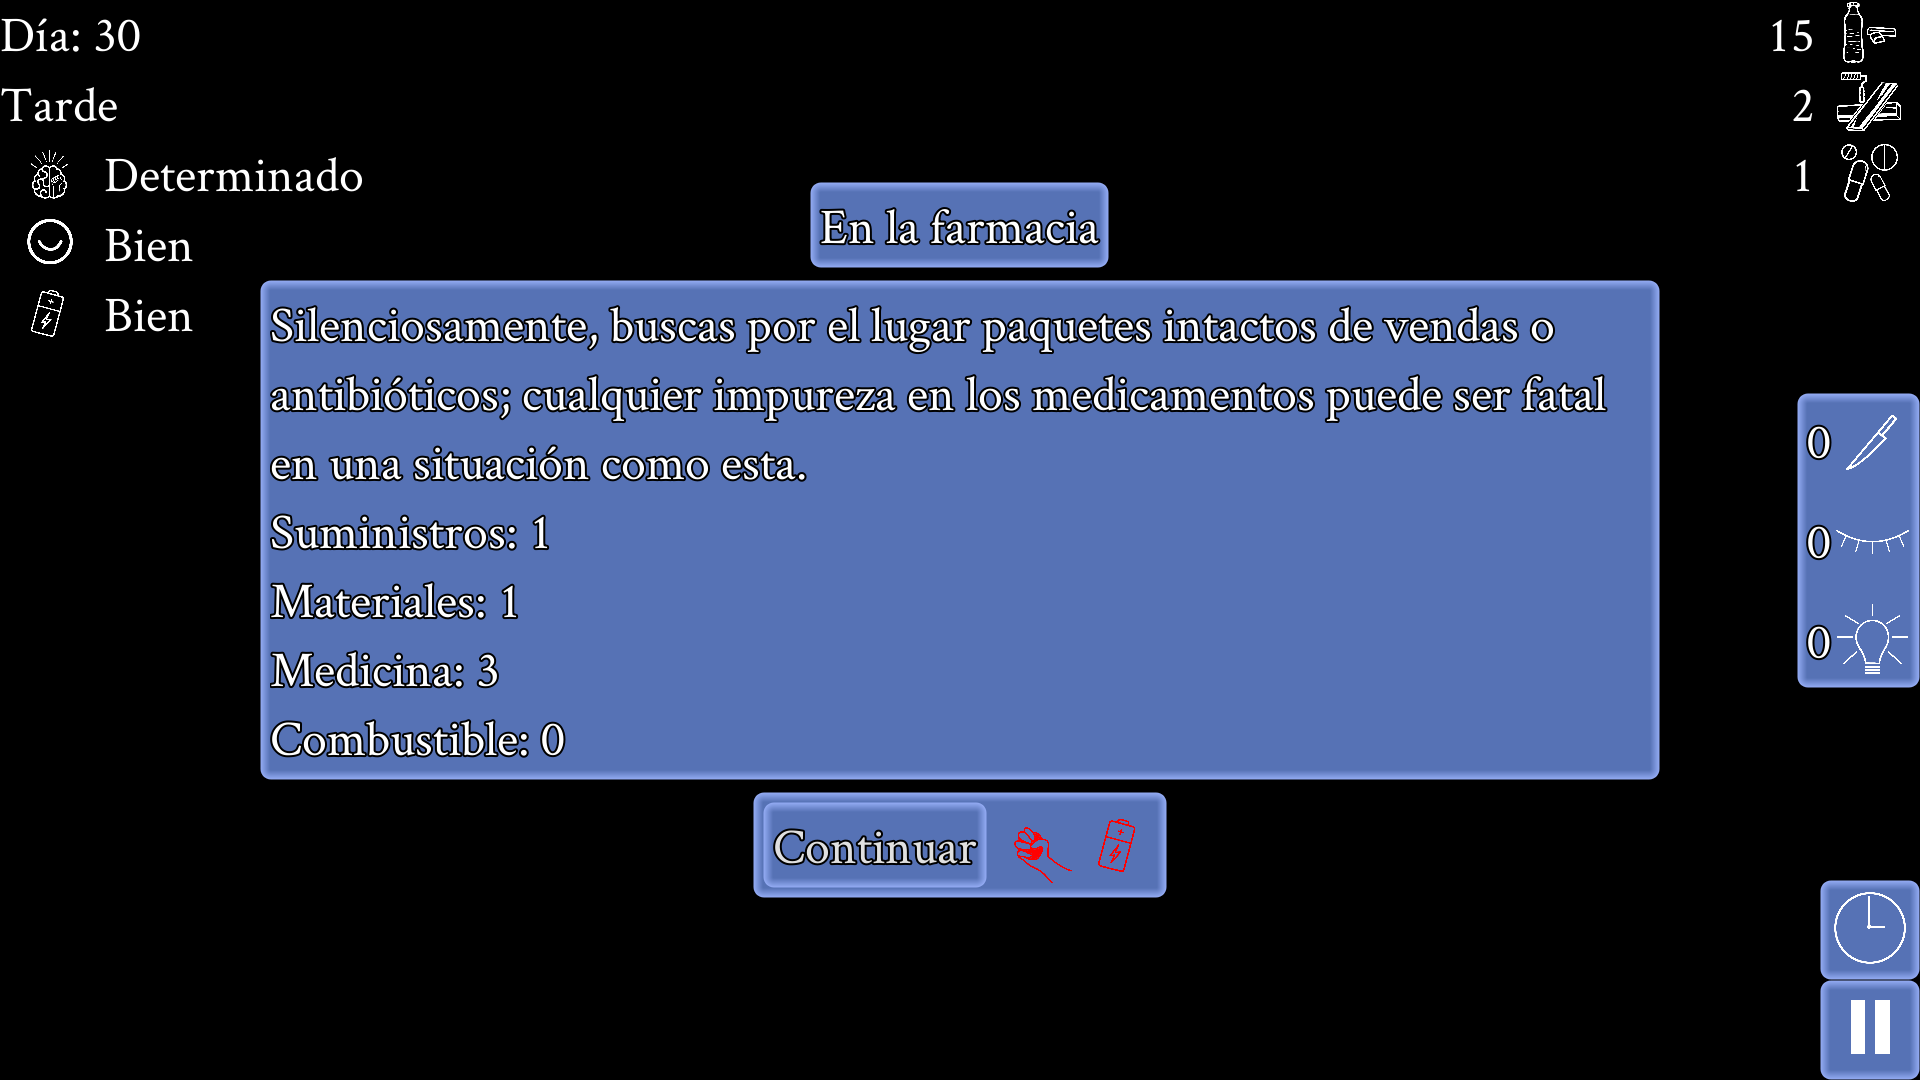 Día: 30
Tarde
Determinado
Bien
Bien
15
2
1
En la farmacia
Silenciosamente, buscas por el lugar paquetes intactos de vendas o
antibióticos; cualquier impureza en los medicamentos puede ser fatal
en una situación como esta.
Suministros: 1
Materiales: 1
Medicina: 3
Combustible: 0
Continuar
0
0
0